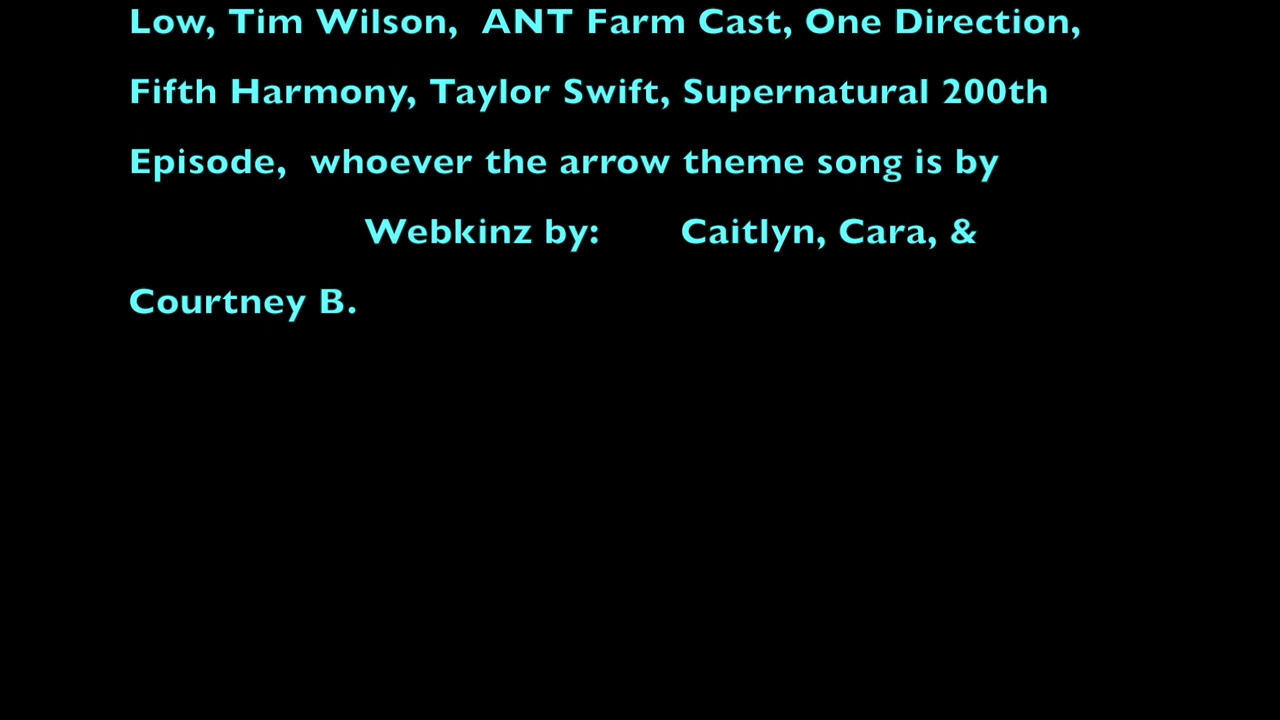 Low, Tim Wilson,  ANT Farm Cast, One Direction,
Fifth Harmony, Taylor Swift, Supernatural 200th
Episode,  whoever the arrow theme song is by
Webkinz by:       Caitlyn, Cara, &
Courtney B.